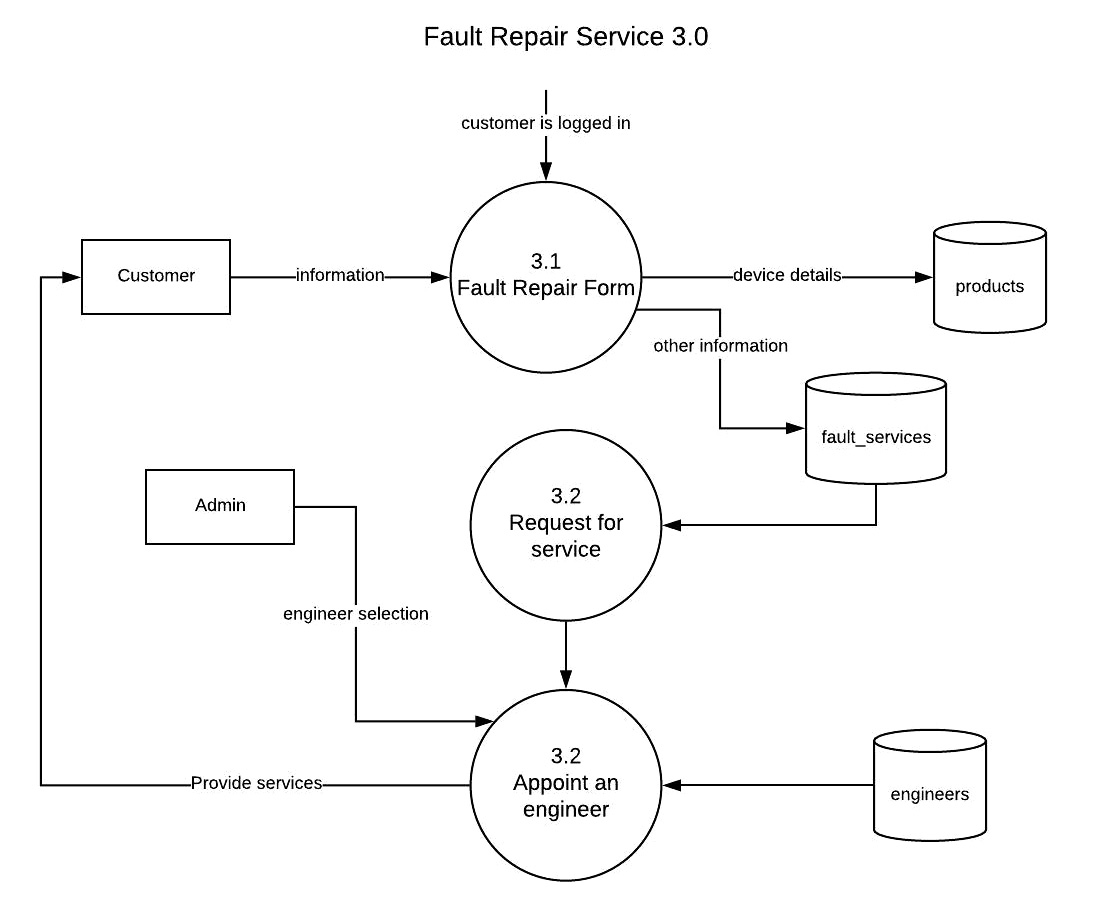 Fault Repair Service 3.0
customer is logged in
3.1
Fault Repair Form
Customer
information
device details
products
other information
fault_services
3.2
Request for
service
Admin
engineer selection
3.2
Appoint an
engineer
Provide services
engineers